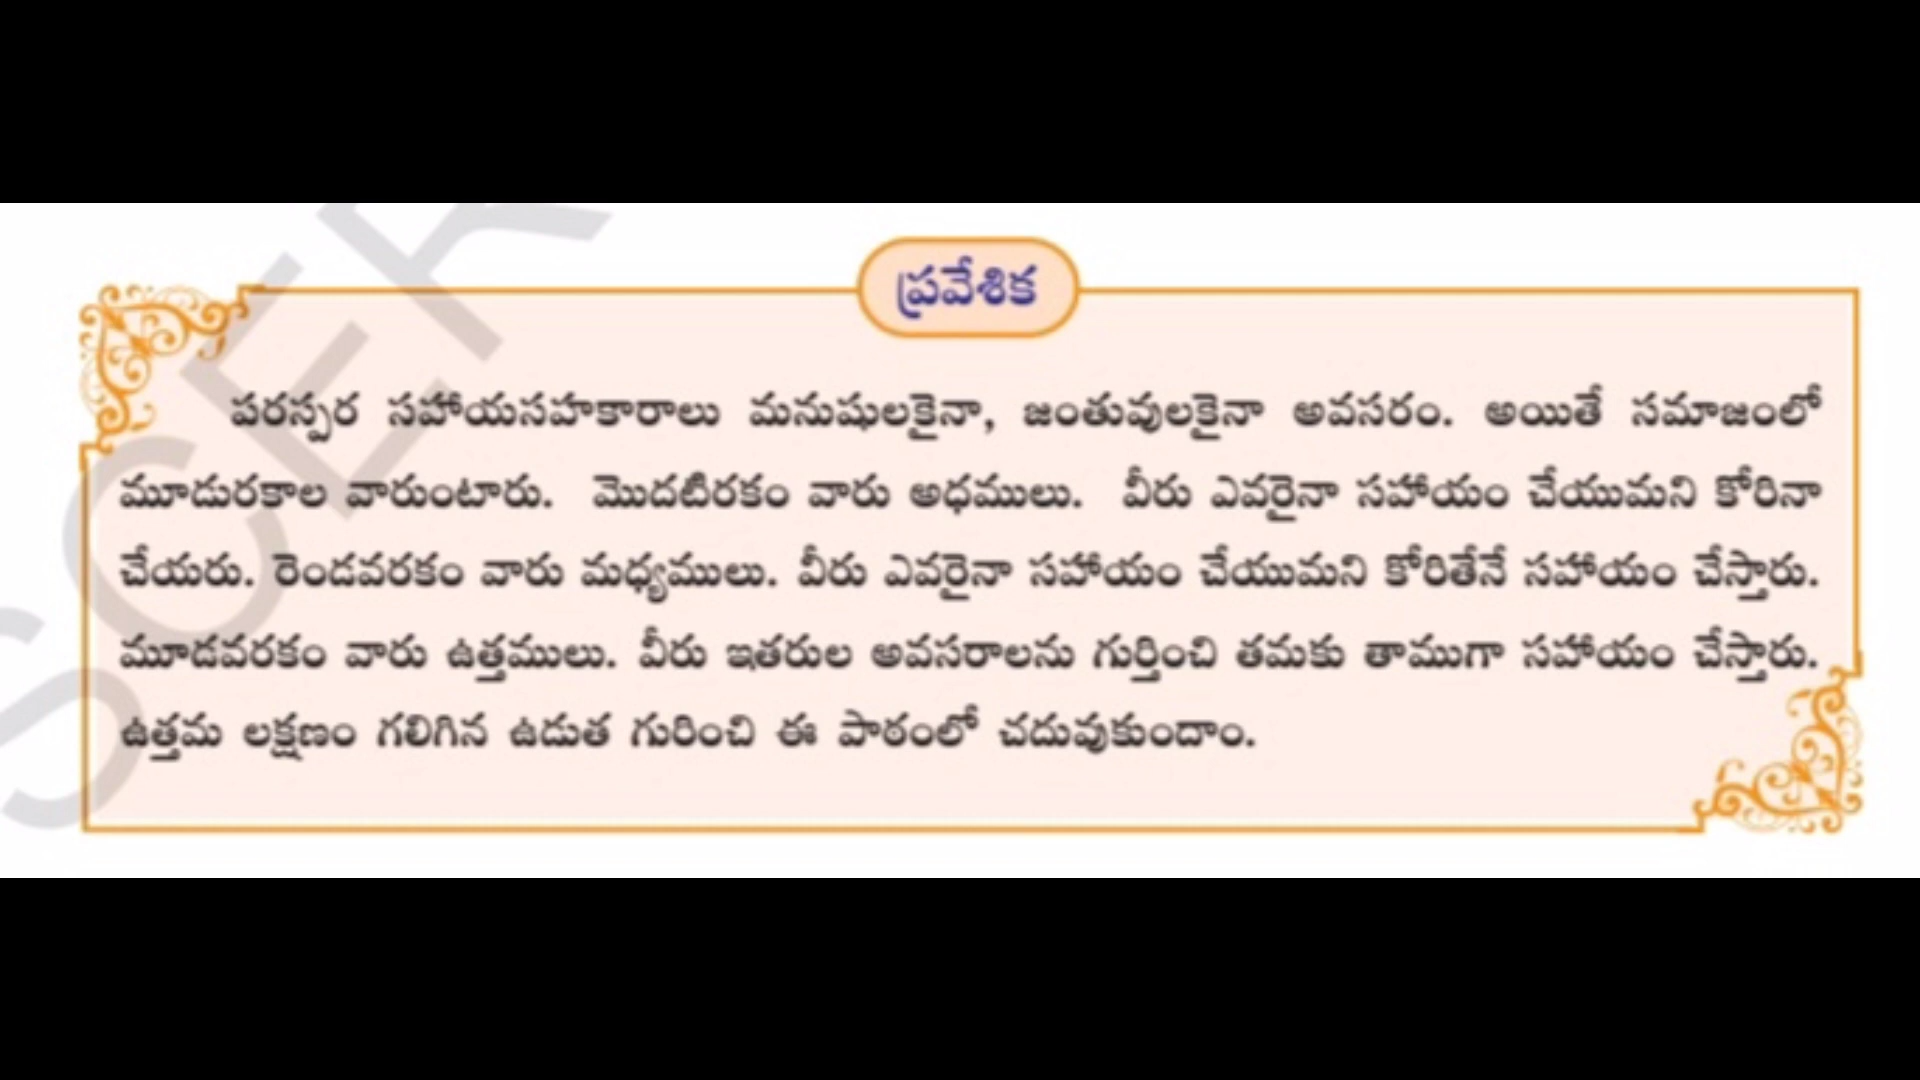 ప్రవేశిక
పరస్పర సహాయసహకారాలు మనుషులకైనా, జంతువులకైనా అవసరం. అయితే సమాజంలో
మూడురకాల వారుంటారు. మొదటిరకం వారు అధములు. వీరు ఎవరైనా సహాయం చేయుమని కోరినా
చేయరు. రెండవరకం వారు మధ్యములు. వీరు ఎవరైనా సహాయం చేయుమని కోరితేనే సహాయం చేస్తారు.
మూడవరకం వారు ఉత్తములు. వీరు ఇతరుల అవసరాలను గుర్తించి తమకు తాముగా సహాయం చేస్తారు.
ఉత్తమ లక్షణం గలిగిన ఉడుత గురించి ఈ పాఠంలో చదువుకుందాం.
SCER